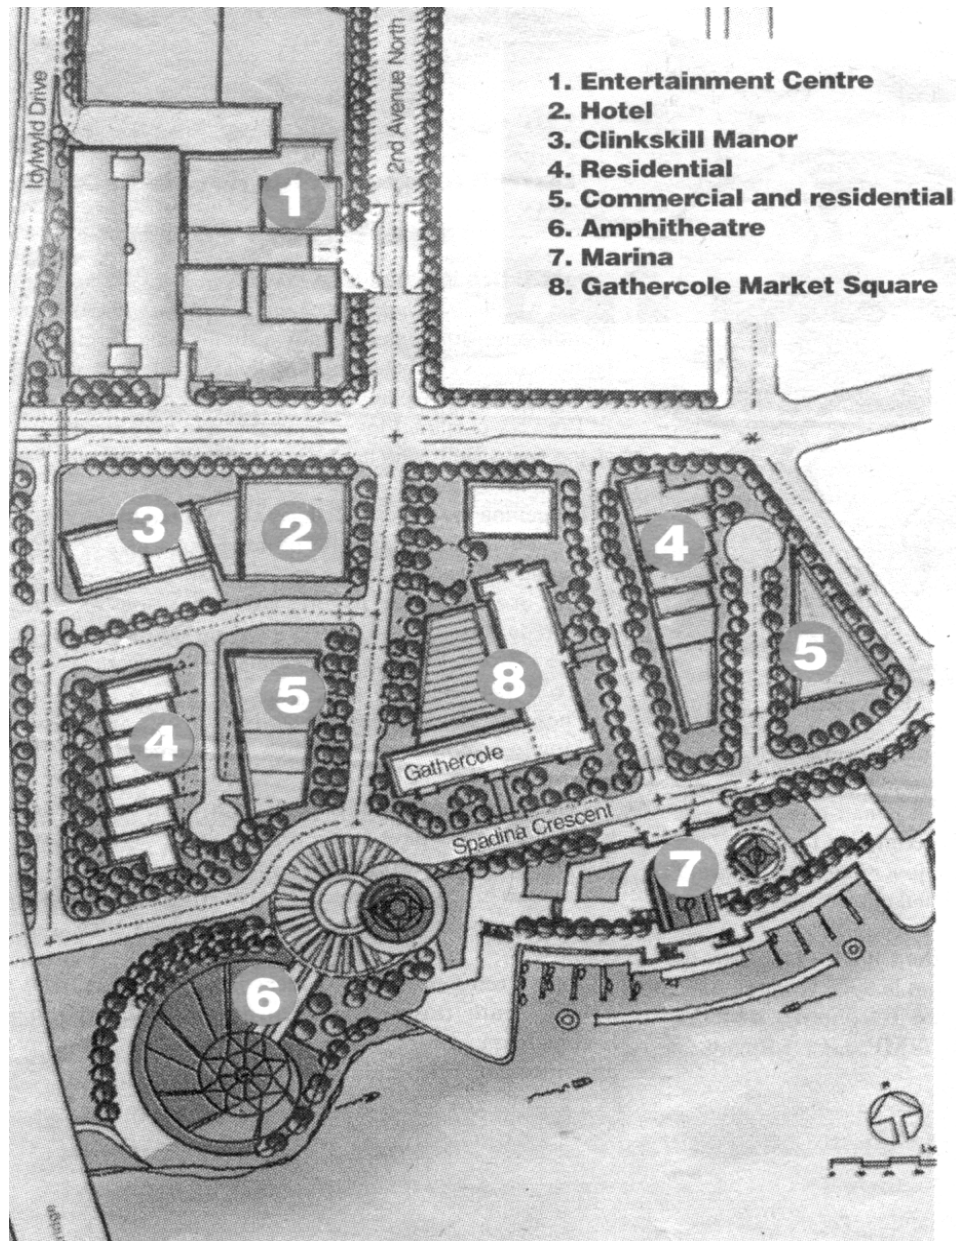 1. Entertainment Centre
2. Hotel
3. Clinkskill Manor
4. Residential
5. Commercial and residential
6. Amphitheatre
7. Marina
8. Gathercole Market Square
Idylwyld Drive
2nd Avenue North
1
3
2
4
4
5
5
8
Gathercole
Spadina Crescent
7
6